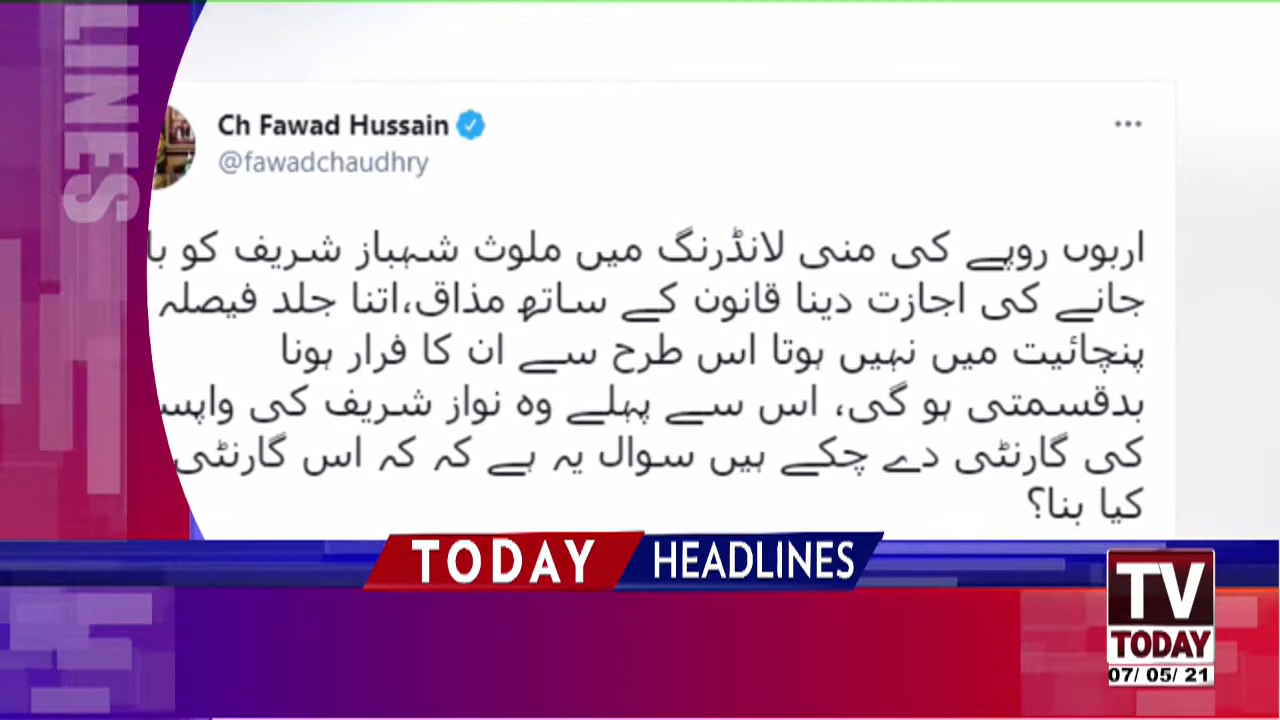 LINES
Ch Fawad Hussain
@fawadchaudhry
اربوں روپے کی منی لانڈرنگ میں ملوث شہباز شریف کو
جانے کی اجازت دینا قانون کے ساتھ مذاق،اتنا جلد فیصلہ
پنچائیت میں نہیں ہوتا اس طرح سے ان کا فرار ہونا
بدقسمتی ہو گی، اس سے پہلے وہ نواز شریف کی
کی گارنٹی دے چکے ہیں سوال یہ ہے کہ کہ اس گارنٹی
کیا بنا؟
TODAY HEADLINES
TV
TODAY
07/ 05/ 21